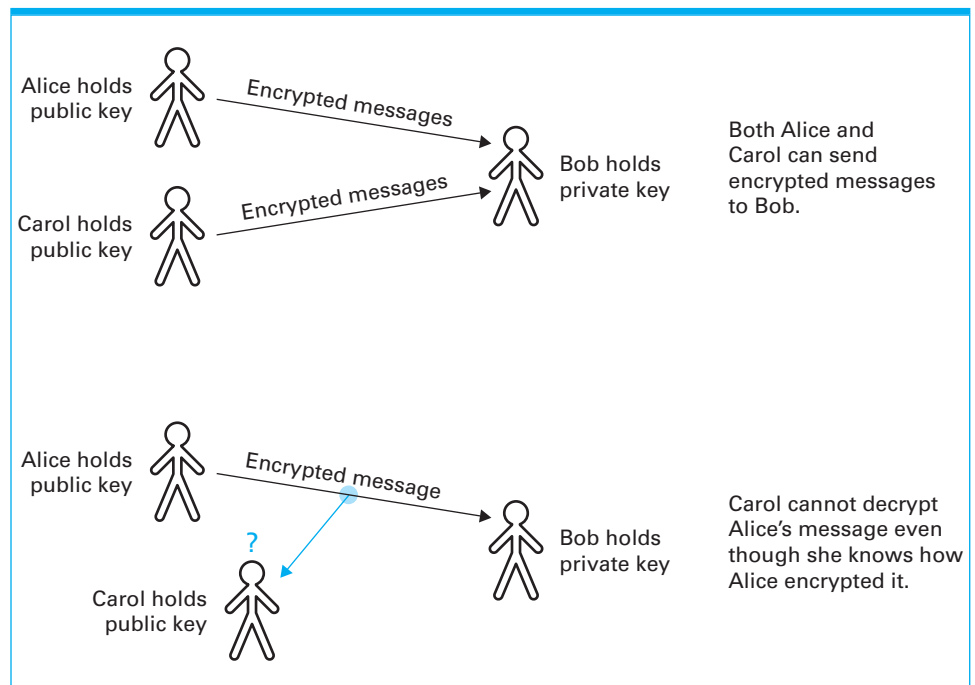 Alice holds
public key
Encrypted messages
Carol holds
public key
Encrypted messages
Bob holds
private key
Both Alice and
Carol can send
encrypted messages
to Bob.
Alice holds
public key
Encrypted message
?
Carol holds
public key
Bob holds
private key
Carol cannot decrypt
Alice’s message even
though she knows how
Alice encrypted it.